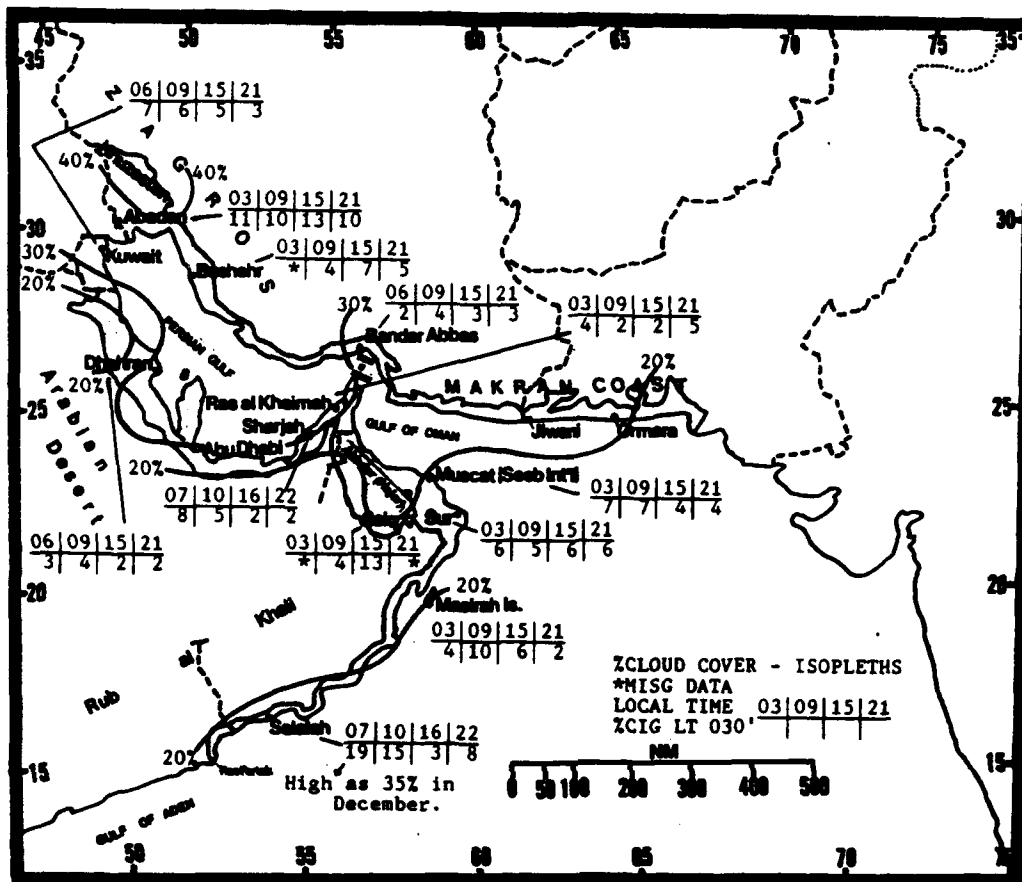 45 50 55 60 65 70 75 35
35
Z A R O S
06 09 15 21
7 6 5 3
40%
40%
Abadan
03 09 15 21
11 10 13 10
30
30
Kuwait
30%
20%
Bushehr
03 09 15 21
* 4 7 5
30%
06 09 15 21
2 4 3 3
03 09 15 21
4 2 2 5
Bandar Abbas
PERSIAN GULF
Dhahran
20%
20%
MAKRAN COAST
Ras al Khaimah
Sharjah
25
25
GULF OF OMAN
Jiwani
Ormara
Abu Dhabi
Arabian
Desert
20%
Muscat (Seeb Int'l)
07 10 16 22
8 5 2 2
03 09 15 21
7 7 4 4
Sur
06 09 15 21
3 4 2 2
03 09 15 21
* 4 13 *
03 09 15 21
6 5 6 6
20
20
20%
Masirah Is.
Khali
03 09 15 21
4 10 6 2
al
Rub
%CLOUD COVER - ISOPLETHS
*MISG DATA
LOCAL TIME 03 09 15 21
%CIG LT 030'
Salalah
07 10 16 22
19 15 3 8
20%
15
15
High as 35% in
December.
NM
0 50 100 200 300 400 500
GULF OF ADEN
50 55 60 65 70 75